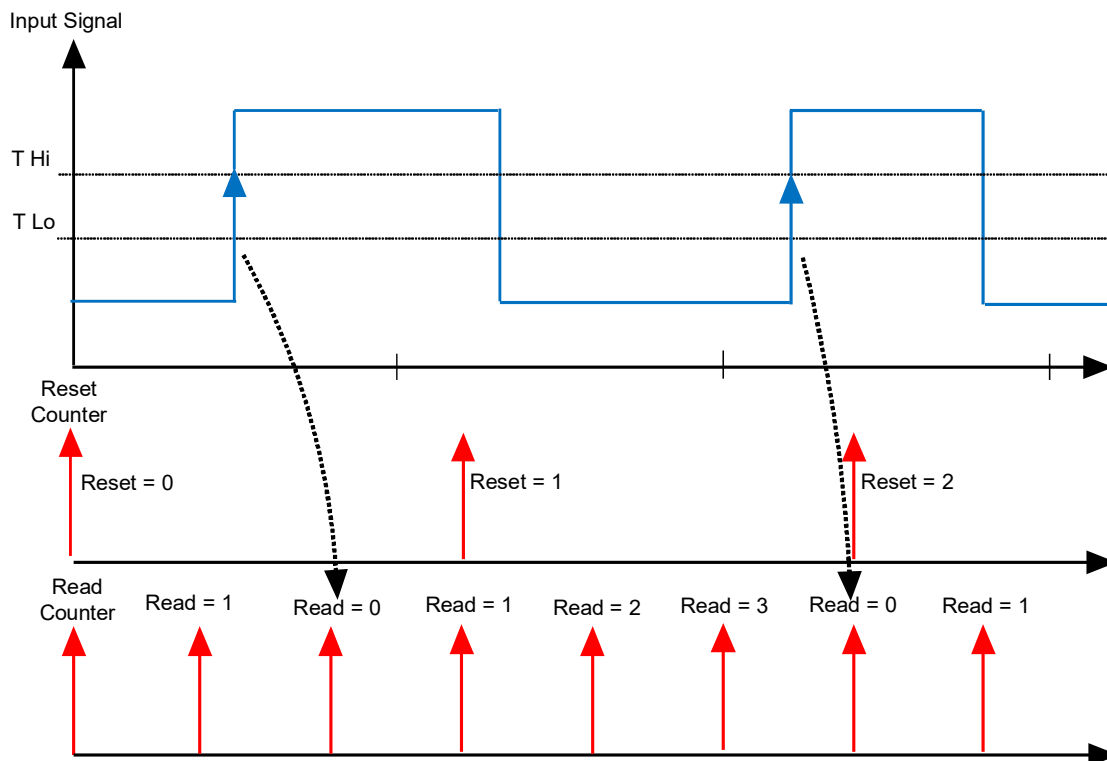 Input Signal
T Hi
T Lo
Reset
Counter
Reset = 0
Reset = 1
Reset = 2
Read
Counter
Read = 1
Read = 0
Read = 1
Read = 2
Read = 3
Read = 0
Read = 1